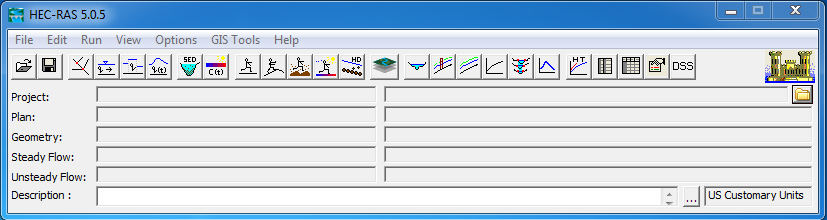 HEC-RAS 5.0.5
File Edit Run View Options GIS Tools Help
SED C(t) HD HT DSS
Project:
Plan:
Geometry:
Steady Flow:
Unsteady Flow:
Description : ... US Customary Units